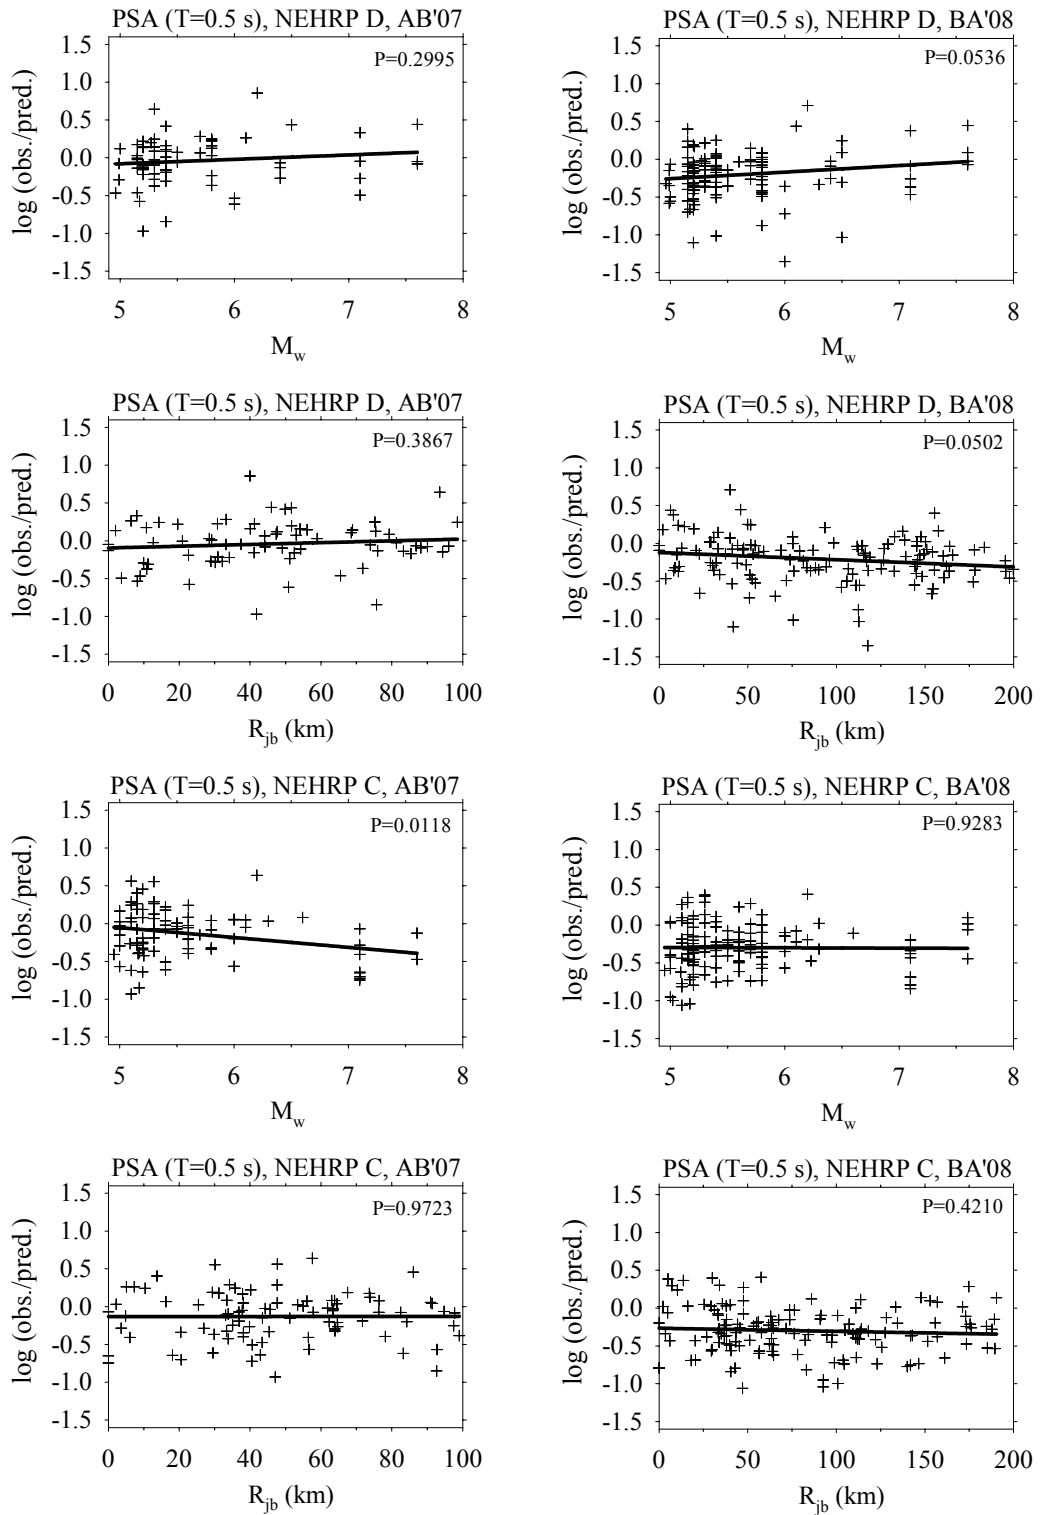 PSA (T=0.5 s), NEHRP D, AB'07
P=0.2995
log (obs./pred.)
1.5
1.0
0.5
0.0
-0.5
-1.0
-1.5
5 6 7 8
M_w
PSA (T=0.5 s), NEHRP D, BA'08
P=0.0536
log (obs./pred.)
1.5
1.0
0.5
0.0
-0.5
-1.0
-1.5
5 6 7 8
M_w
PSA (T=0.5 s), NEHRP D, AB'07
P=0.3867
log (obs./pred.)
1.5
1.0
0.5
0.0
-0.5
-1.0
-1.5
0 20 40 60 80 100
R_jb (km)
PSA (T=0.5 s), NEHRP D, BA'08
P=0.0502
log (obs./pred.)
1.5
1.0
0.5
0.0
-0.5
-1.0
-1.5
0 50 100 150 200
R_jb (km)
PSA (T=0.5 s), NEHRP C, AB'07
P=0.0118
log (obs./pred.)
1.5
1.0
0.5
0.0
-0.5
-1.0
-1.5
5 6 7 8
M_w
PSA (T=0.5 s), NEHRP C, BA'08
P=0.9283
log (obs./pred.)
1.5
1.0
0.5
0.0
-0.5
-1.0
-1.5
5 6 7 8
M_w
PSA (T=0.5 s), NEHRP C, AB'07
P=0.9723
log (obs./pred.)
1.5
1.0
0.5
0.0
-0.5
-1.0
-1.5
0 20 40 60 80 100
R_jb (km)
PSA (T=0.5 s), NEHRP C, BA'08
P=0.4210
log (obs./pred.)
1.5
1.0
0.5
0.0
-0.5
-1.0
-1.5
0 50 100 150 200
R_jb (km)